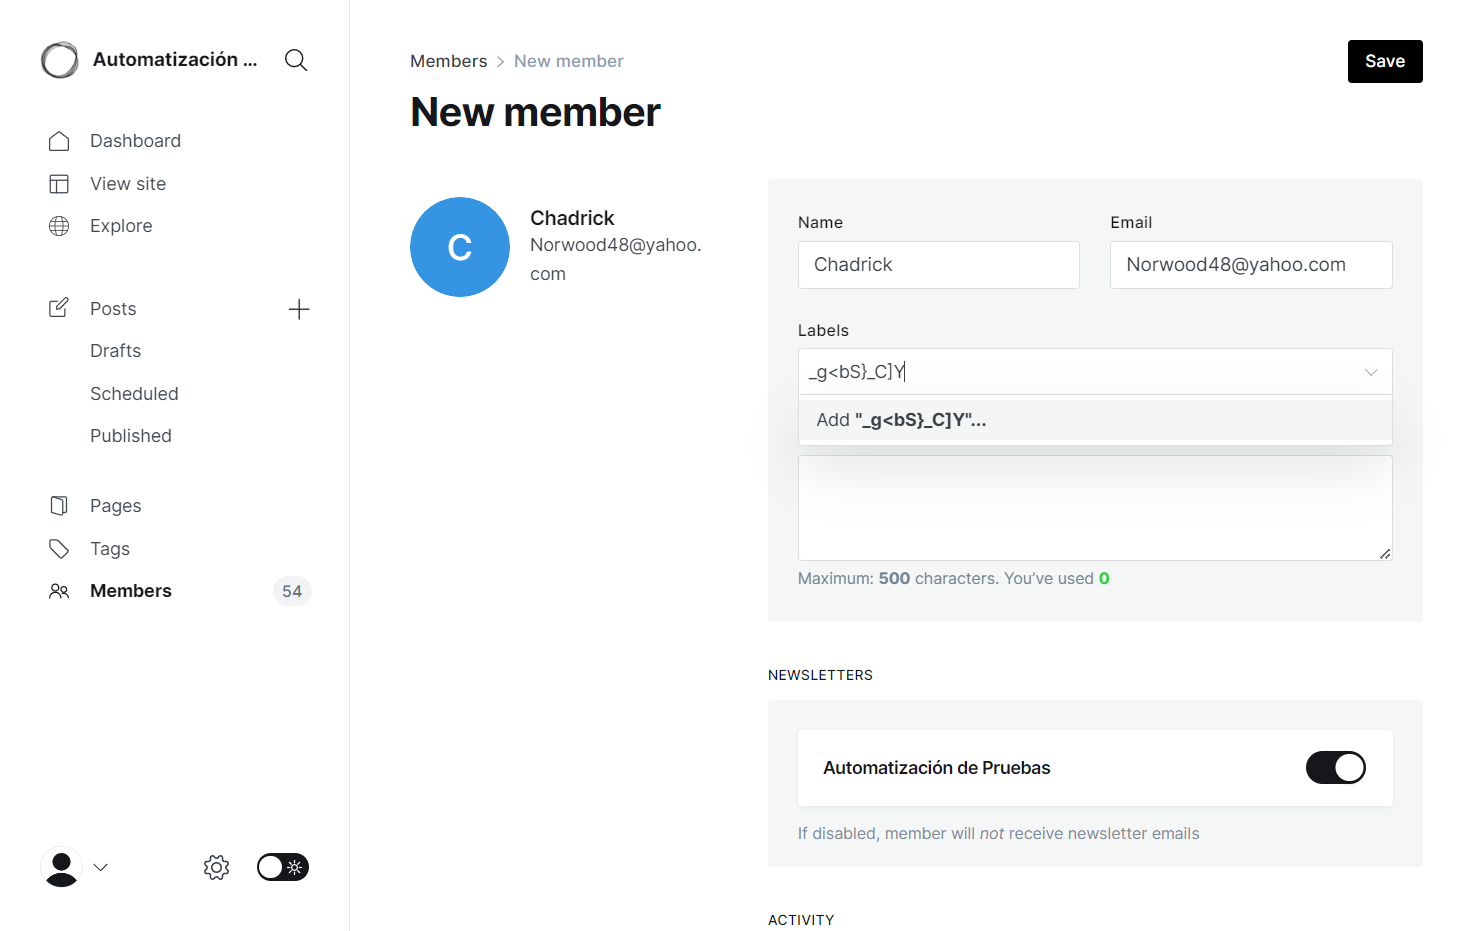 Automatización ...
Dashboard
View site
Explore
Posts
Drafts
Scheduled
Published
Pages
Tags
Members 54
Members > New member
Save
New member
C
Chadrick
Norwood48@yahoo.
com
Name
Chadrick
Email
Norwood48@yahoo.com
Labels
_g<bS}_C]Y
Add "_g<bS}_C]Y"...
Maximum: 500 characters. You’ve used 0
NEWSLETTERS
Automatización de Pruebas
If disabled, member will not receive newsletter emails
ACTIVITY